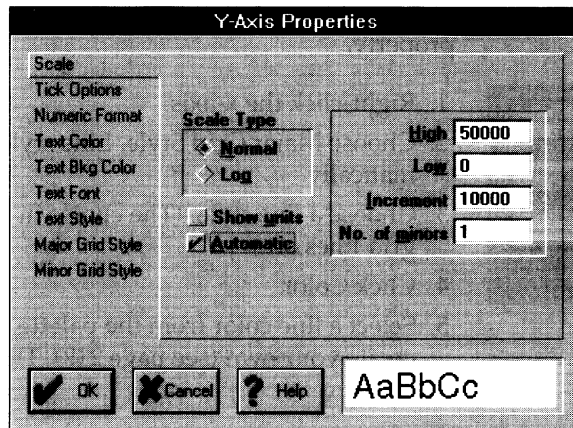 Y-Axis Properties
Scale
Tick Options
Numeric Format
Text Color
Text Bkg Color
Text Font
Text Style
Major Grid Style
Minor Grid Style
Scale Type
Normal
Log
Show units
Automatic
High 50000
Low 0
Increment 10000
No. of minors 1
OK
Cancel
? Help
AaBbCc